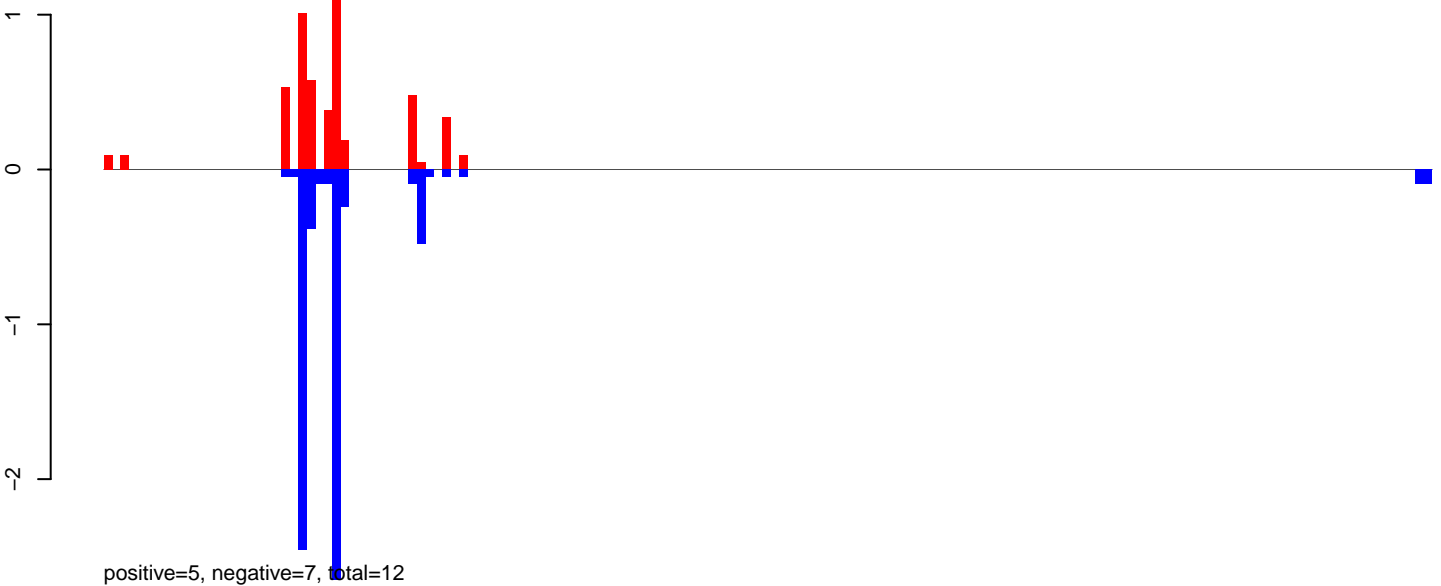 1
0
−1
−2
positive=5, negative=7, total=12